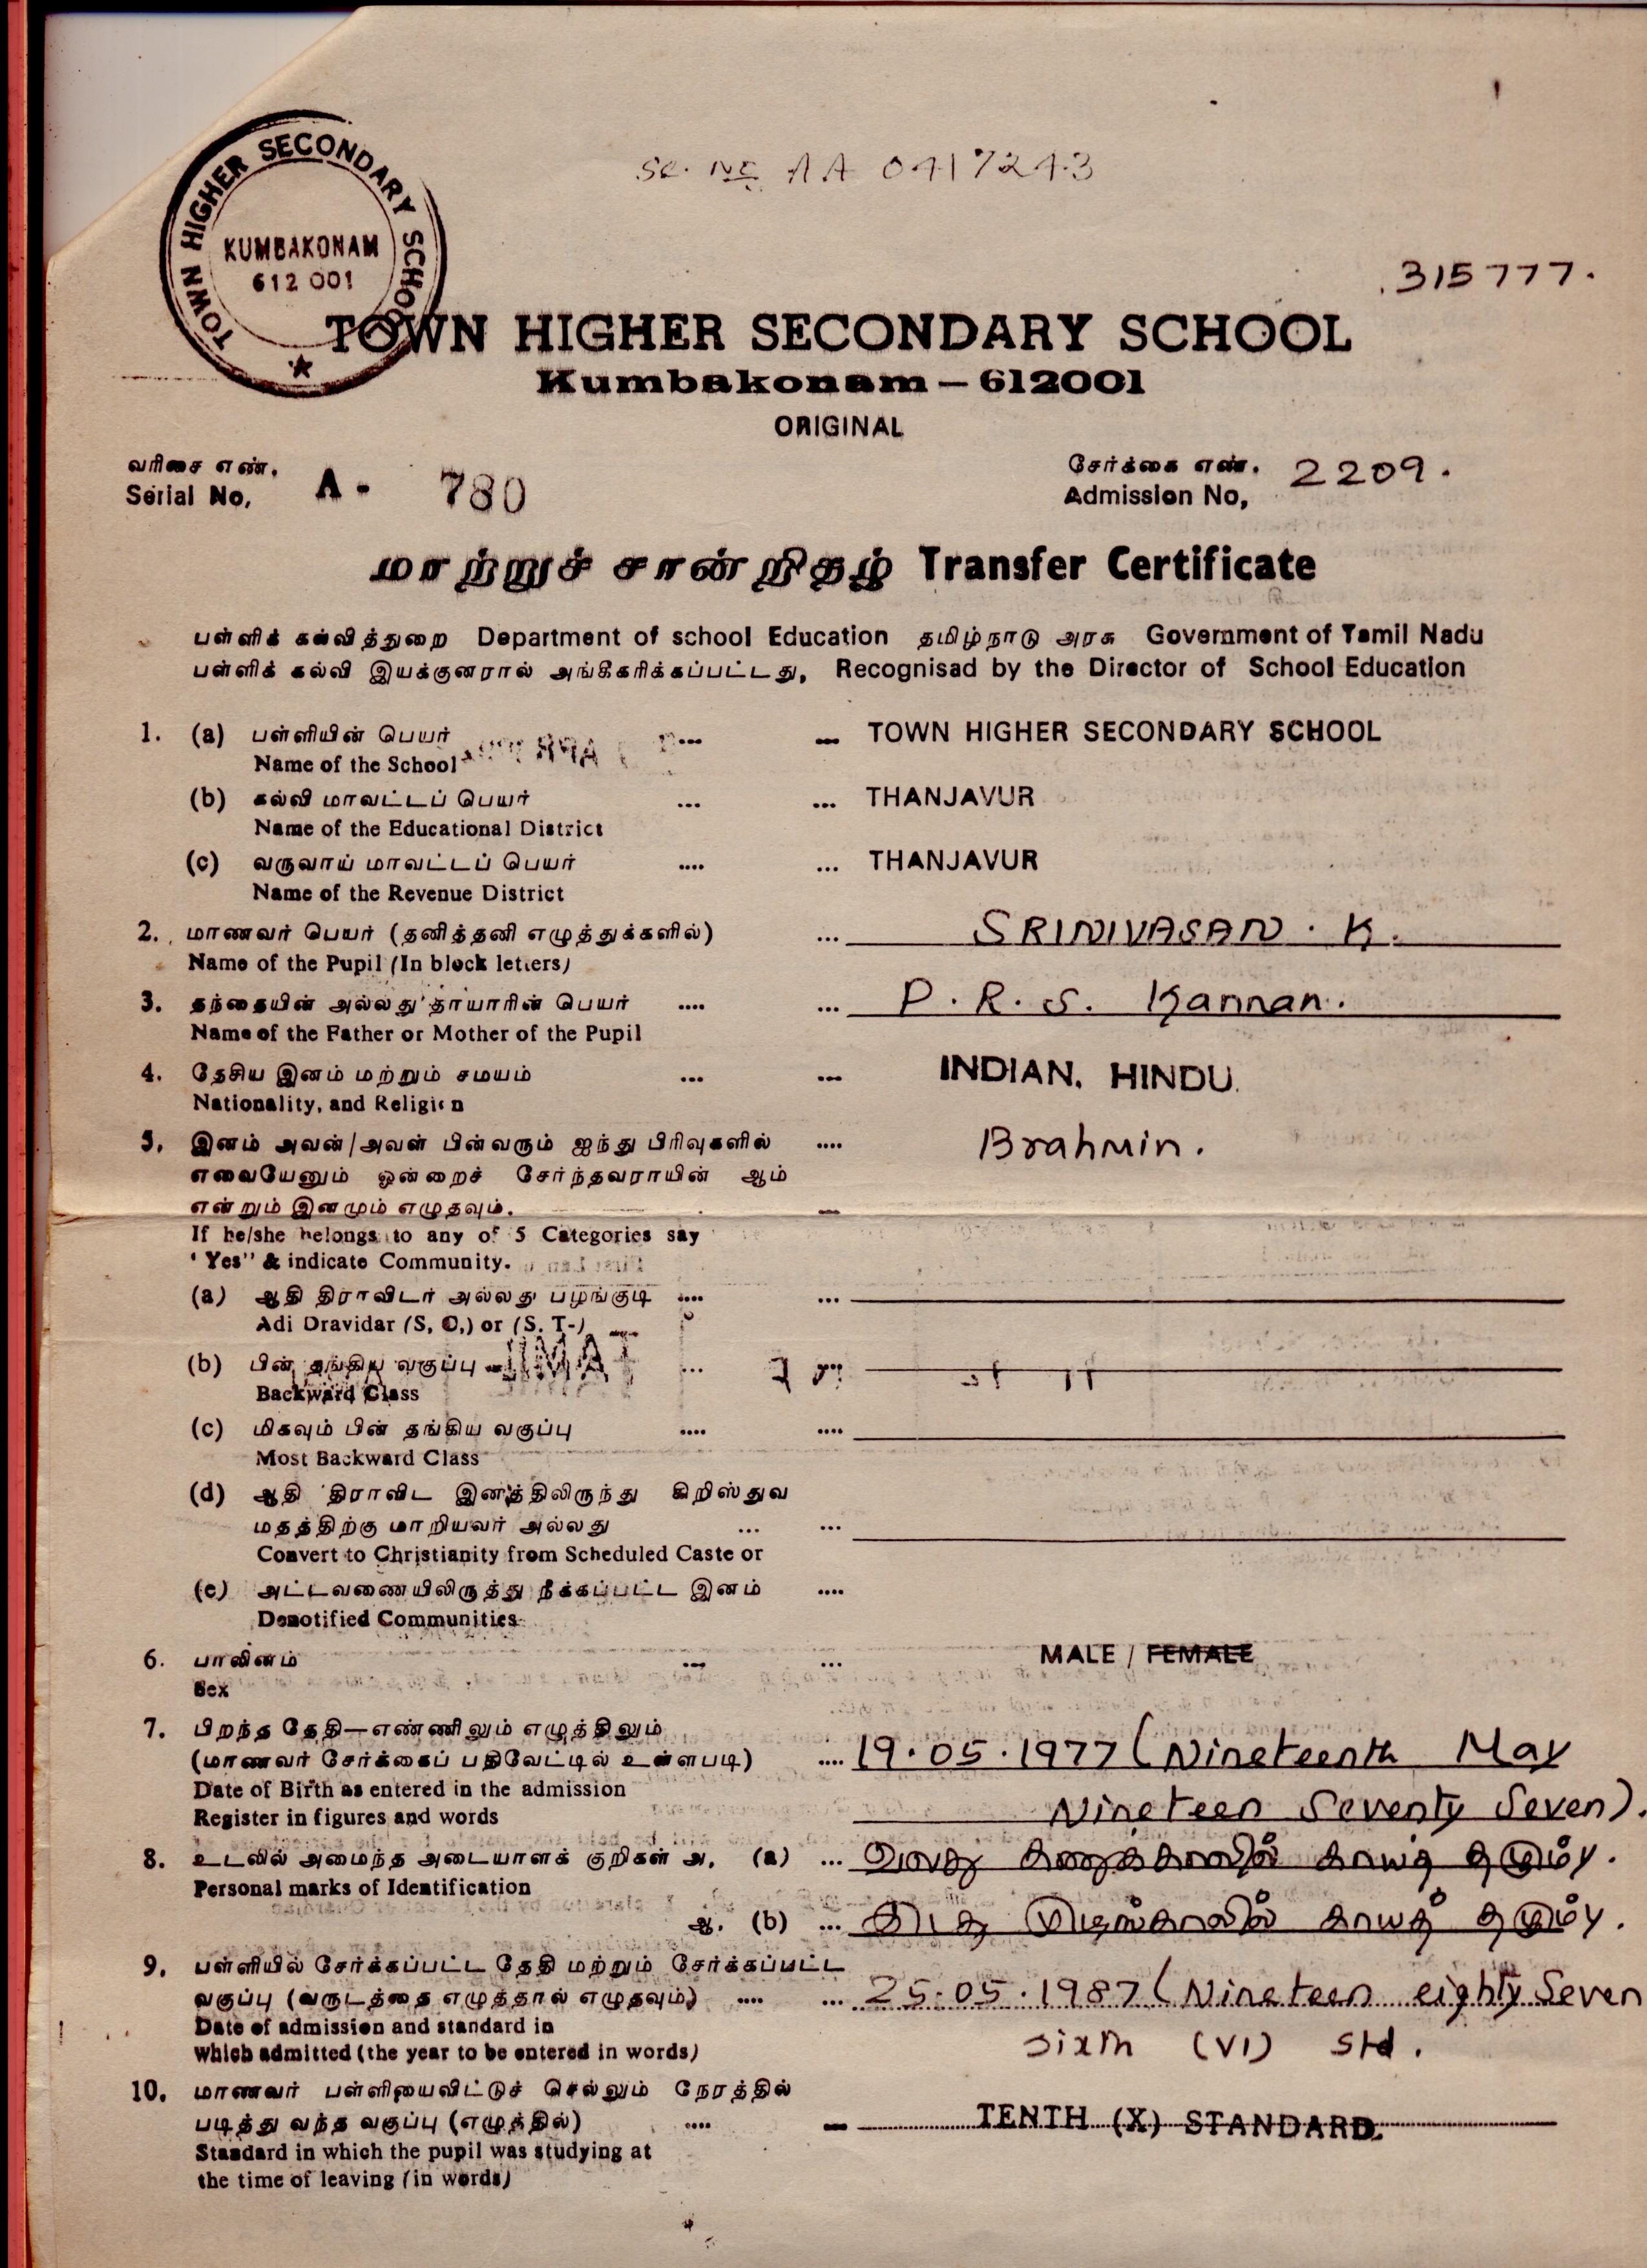 TOWN HIGHER SECONDARY SCHOOL
KUMBAKONAM
612 001
Sl. No AA 0417243
315777.
TOWN HIGHER SECONDARY SCHOOL
Kumbakonam – 612001
ORIGINAL
வரிசை எண். சேர்க்கை எண். 2209.
Serial No, A - 780 Admission No,
மாற்றுச் சான்றிதழ் Transfer Certificate
பள்ளிக் கல்வித்துறை Department of school Education தமிழ்நாடு அரசு Government of Tamil Nadu
பள்ளிக் கல்வி இயக்குனரால் அங்கீகரிக்கப்பட்டது, Recognisad by the Director of School Education
1. (a) பள்ளியின் பெயர் ... ... TOWN HIGHER SECONDARY SCHOOL
Name of the School
(b) கல்வி மாவட்டப் பெயர் ... ... THANJAVUR
Name of the Educational District
(c) வருவாய் மாவட்டப் பெயர் .... ... THANJAVUR
Name of the Revenue District
2. மாணவர் பெயர் (தனித்தனி எழுத்துக்களில்) ... SRINIVASAN . K.
Name of the Pupil (In block letters)
3. தந்தையின் அல்லது தாயாரின் பெயர் .... ... P. R. S. Kannan.
Name of the Father or Mother of the Pupil
4. தேசிய இனம் மற்றும் சமயம் ... ... INDIAN, HINDU.
Nationality, and Religion
5. இனம் அவன்/அவள் பின்வரும் ஐந்து பிரிவுகளில் .... Brahmin.
எவையேனும் ஒன்றைச் சேர்ந்தவராயின் ஆம்
என்றும் இனமும் எழுதவும். ...
If he/she belongs to any of 5 Categories say
‘ Yes” & indicate Community.
(a) ஆதி திராவிடர் அல்லது பழங்குடி .... ...
Adi Dravidar (S, C,) or (S. T-)
(b) பின் தங்கிய வகுப்பு ...
Backward Class
(c) மிகவும் பின் தங்கிய வகுப்பு .... ....
Most Backward Class
(d) ஆதி திராவிட இனத்திலிருந்து கிறிஸ்துவ
மதத்திற்கு மாறியவர் அல்லது ... ...
Convert to Christianity from Scheduled Caste or
(e) அட்டவணையிலிருத்து நீக்கப்பட்ட இனம் ....
Denotified Communities
6. பாலினம் ... ... MALE / FEMALE
Sex
7. பிறந்த தேதி—எண்ணிலும் எழுத்திலும்
(மாணவர் சேர்க்கைப் பதிவேட்டில் உள்ளபடி) .... 19.05.1977 (Nineteenth May
Date of Birth as entered in the admission
Register in figures and words Nineteen Seventy Seven).
8. உடலில் அமைந்த அடையாளக் குறிகள் அ. (a) ... வலது கணுக்காலில் காயத் தழும்பு.
Personal marks of Identification
ஆ. (b) ... இடது முழங்காலில் காயத் தழும்பு.
9. பள்ளியில் சேர்க்கப்பட்ட தேதி மற்றும் சேர்க்கப்பட்ட
வகுப்பு (வருடத்தை எழுத்தால் எழுதவும்) .... ... 25.05.1987 (Nineteen eighty Seven
Date of admission and standard in
which admitted (the year to be entered in words) Sixth (VI) Std.
10. மாணவர் பள்ளியைவிட்டுச் செல்லும் நேரத்தில்
படித்து வந்த வகுப்பு (எழுத்தில்) .... TENTH (X) STANDARD.
Standard in which the pupil was studying at
the time of leaving (in words)